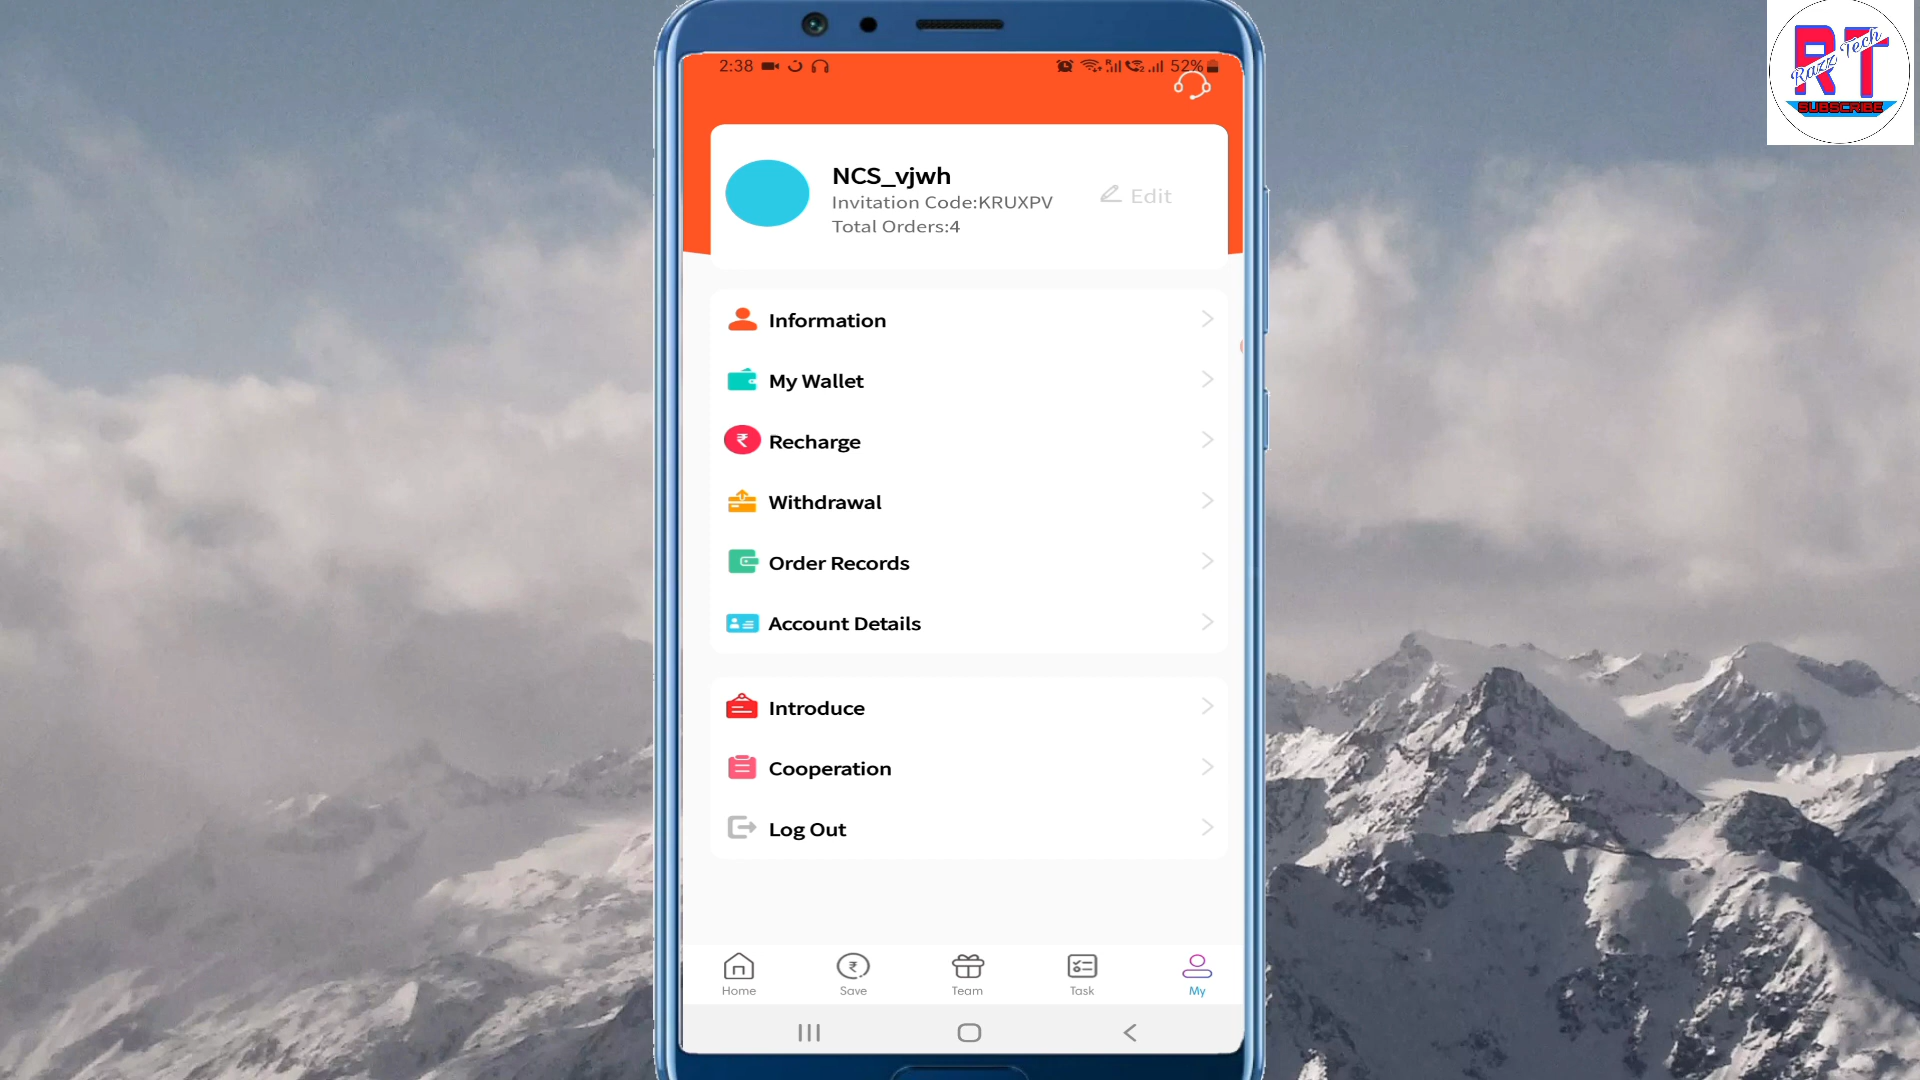 2:38
52%
RT
Razz Tech
SUBSCRIBE
NCS_vjwh
Invitation Code:KRUXPV
Total Orders:4
Edit
Information
My Wallet
Recharge
Withdrawal
Order Records
Account Details
Introduce
Cooperation
Log Out
Home
Save
Team
Task
My